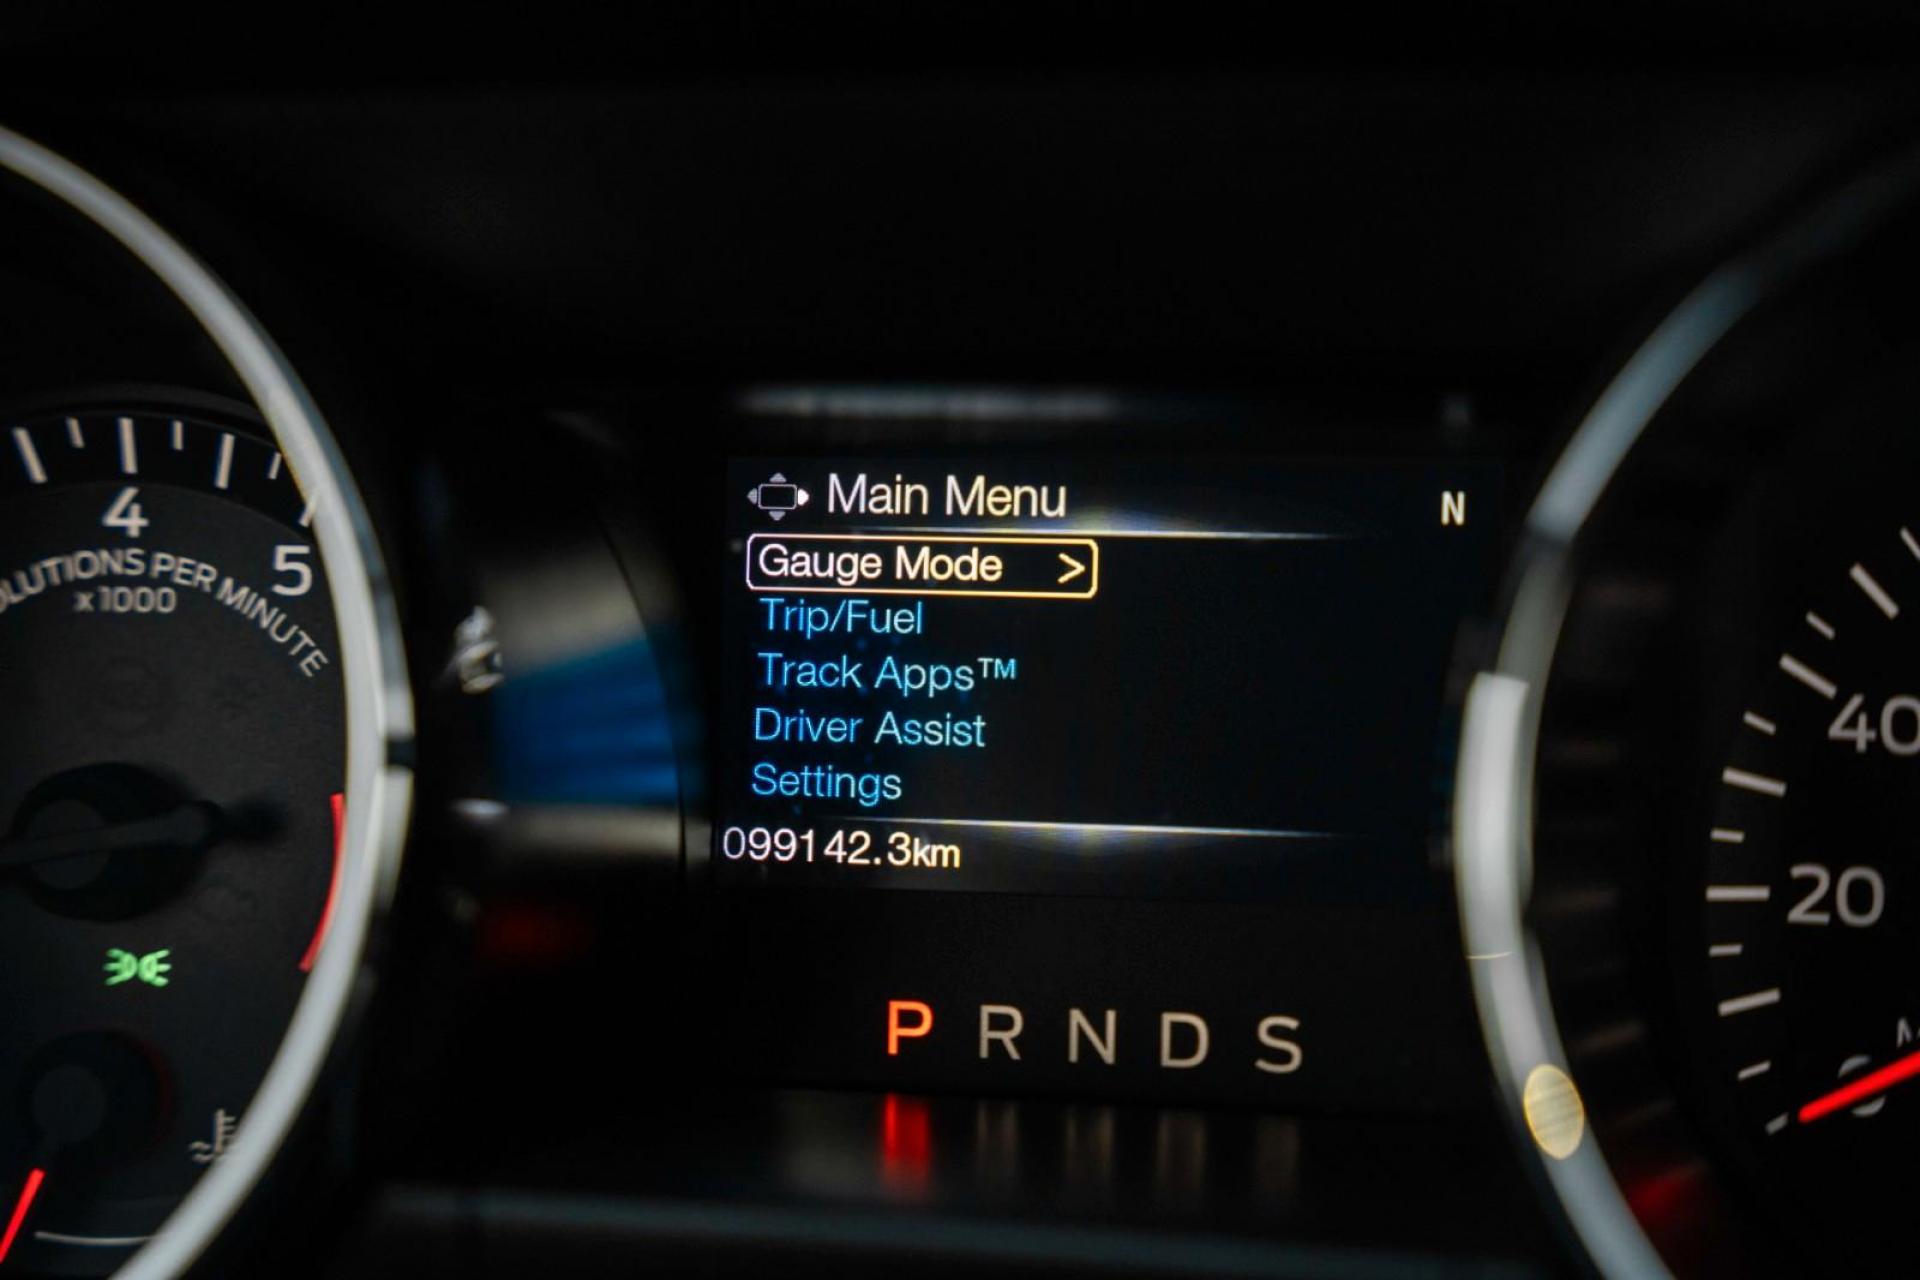 Main Menu
N
Gauge Mode >
Trip/Fuel
Track Apps™
Driver Assist
Settings
099142.3km
P R N D S
4
5
PER MINUTE
x1000
40
20